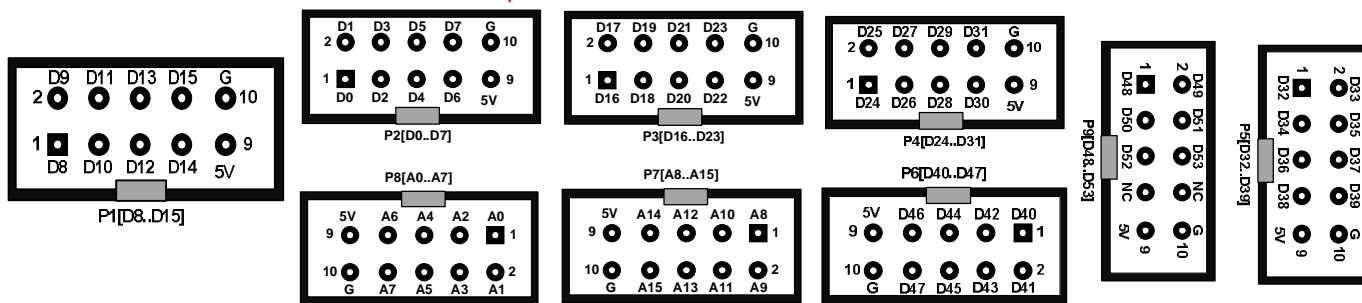 D9 D11 D13 D15 G
2 10
1 9
D8 D10 D12 D14 5V
P1[D8..D15]
D1 D3 D5 D7 G
2 10
1 9
D0 D2 D4 D6 5V
P2[D0..D7]
D17 D19 D21 D23 G
2 10
1 9
D16 D18 D20 D22 5V
P3[D16..D23]
D25 D27 D29 D31 G
2 10
1 9
D24 D26 D28 D30 5V
P4[D24..D31]
P8[A0..A7]
5V A6 A4 A2 A0
9 1
10 2
G A7 A5 A3 A1
P7[A8..A15]
5V A14 A12 A10 A8
9 1
10 2
G A15 A13 A11 A9
P6[D40..D47]
5V D46 D44 D42 D40
9 1
10 2
G D47 D45 D43 D41
P9[D48..D53]
1 2
D48 D49
D50 D51
D52 D53
NC NC
5V G
9 10
P5[D32..D39]
1 2
D32 D33
D34 D35
D36 D37
D38 D39
5V G
9 10